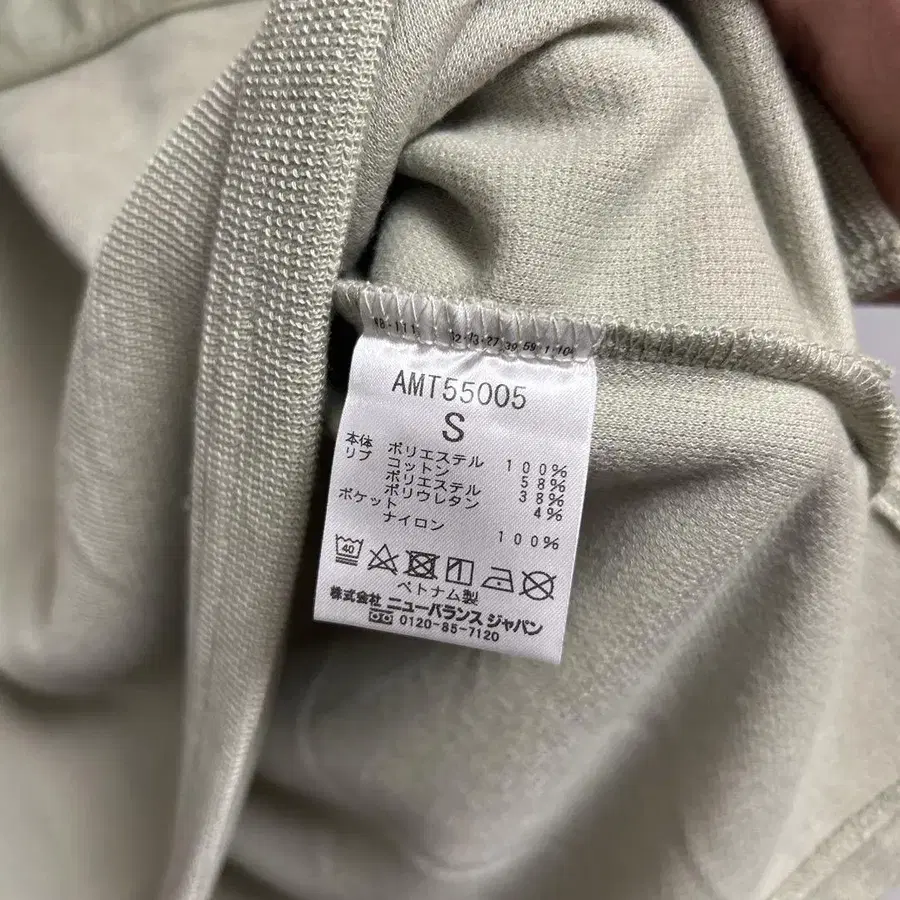 AMT55005
S
本体 ポリエステル 100%
リブ コットン 58%
ポリエステル 38%
ポリウレタン 4%
ポケット
ナイロン 100%
40
ベトナム製
株式会社 ニューバランス ジャパン
0120-85-7120